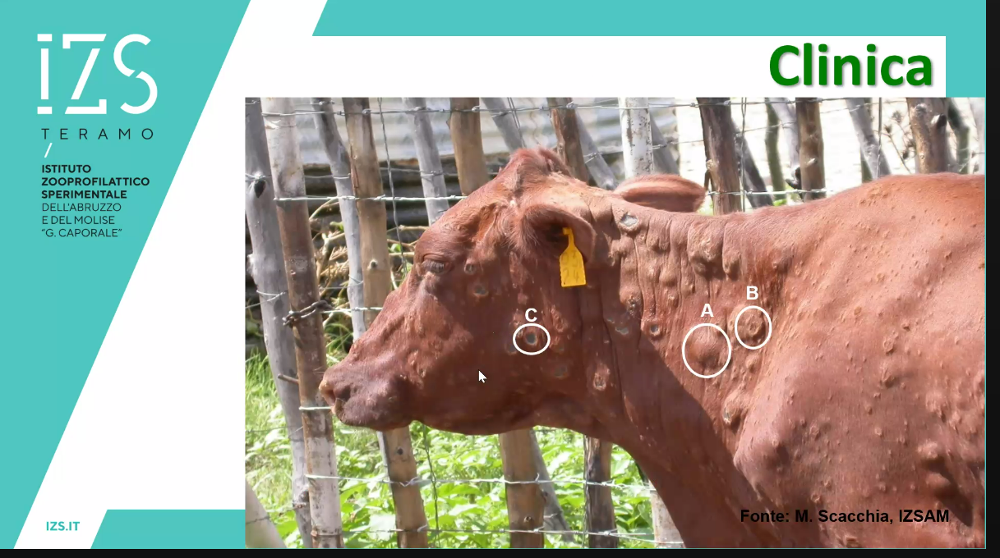 IZS
TERAMO
/
ISTITUTO
ZOOPROFILATTICO
SPERIMENTALE
DELL'ABRUZZO
E DEL MOLISE
"G. CAPORALE"
Clinica
B
A
C
Fonte: M. Scacchia, IZSAM
IZS.IT